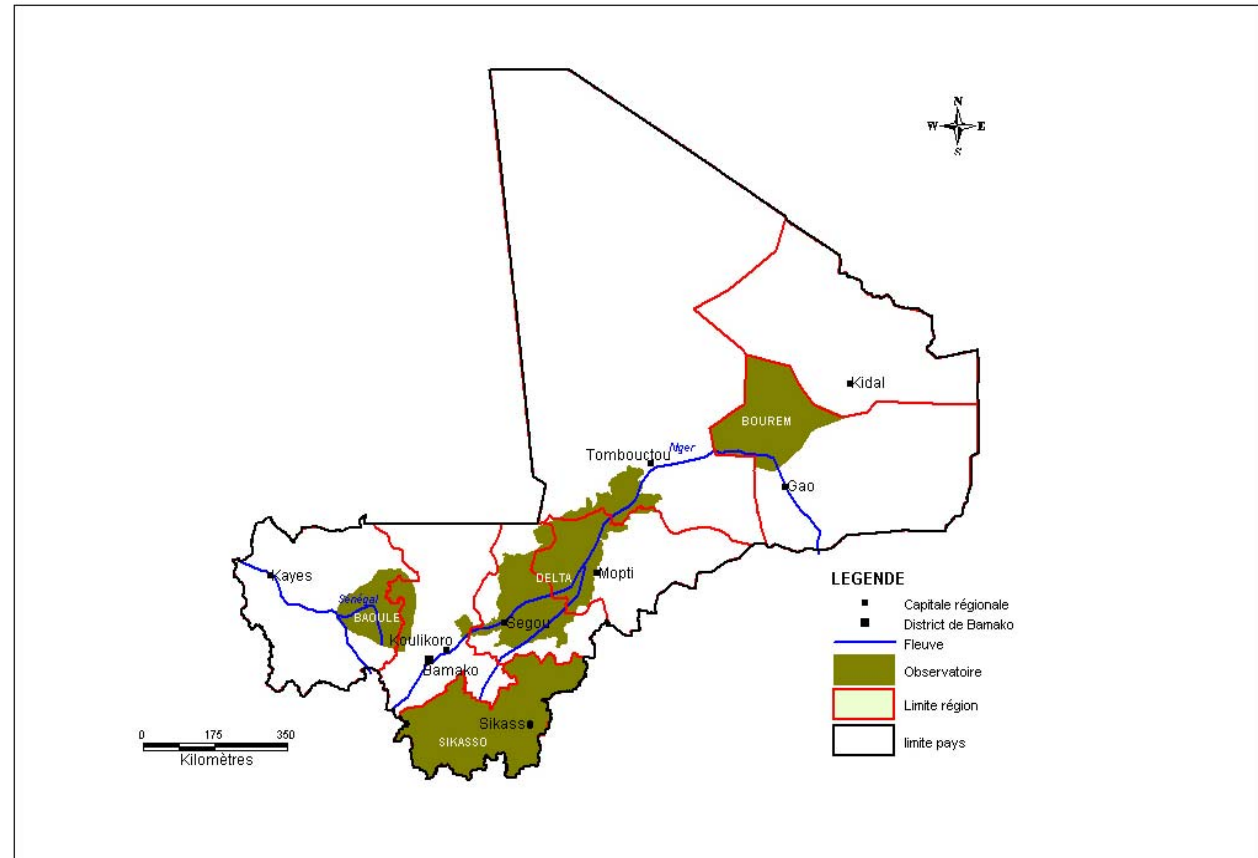 N
W E
S
Kidal
BOUREM
Niger
Tombouctou
Gao
Kayes
Sénégal
BAOULE
DELTA
Mopti
Segou
Koulikoro
Bamako
Sikass
SIKASSO
0 175 350
Kilomètres
LEGENDE
Capitale régionale
District de Bamako
Fleuve
Observatoire
Limite région
limite pays